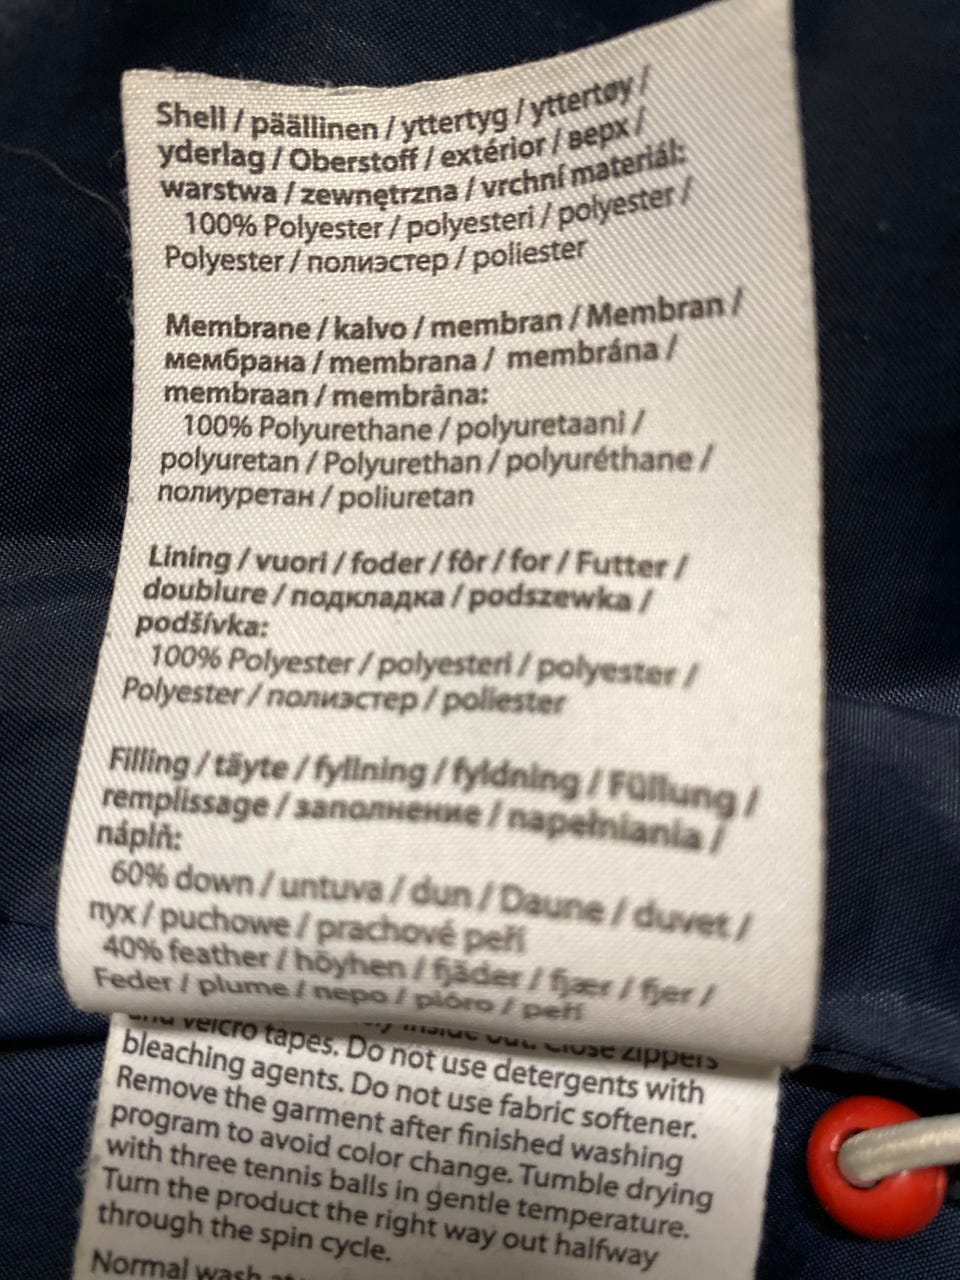 Shell / päällinen / yttertyg / yttertøy /
yderlag / Oberstoff / extérior / верх /
warstwa / zewnętrzna / vrchní materiál:
100% Polyester / polyesteri / polyester /
Polyester / полиэстер / poliester
Membrane / kalvo / membran / Membran /
мембрана / membrana / membrána /
membraan / membrāna:
100% Polyurethane / polyuretaani /
polyuretan / Polyurethan / polyuréthane /
полиуретан / poliuretan
Lining / vuori / foder / fôr / for / Futter /
doublure / подкладка / podszewka /
podšívka:
100% Polyester / polyesteri / polyester /
Polyester / полиэстер / poliester
Filling / täyte / fyllning / fyldning / Füllung /
remplissage / заполнение / napełniania /
náplň:
60% down / untuva / dun / Daune / duvet /
пух / puchowe / prachové peří
40% feather / höyhen / fjäder / fjær / fjer /
Feder / plume / перо / pióro / peří
and velcro tapes. Do not use detergents with
bleaching agents. Do not use fabric softener.
Remove the garment after finished washing
program to avoid color change. Tumble drying
with three tennis balls in gentle temperature.
Turn the product the right way out halfway
through the spin cycle.
Normal wash